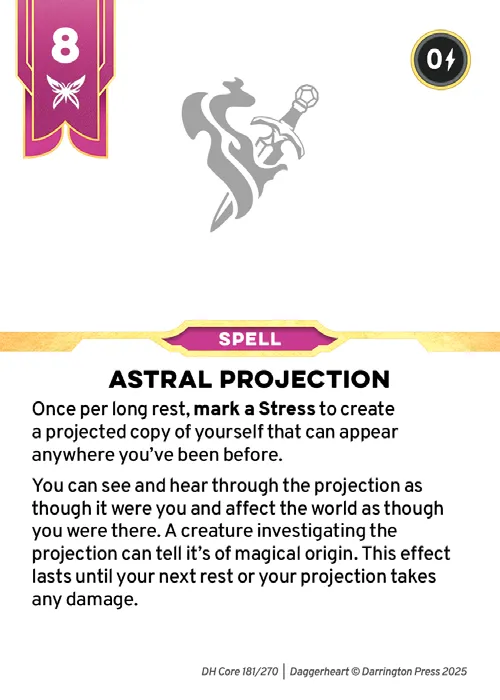 8
0
SPELL
ASTRAL PROJECTION
Once per long rest, mark a Stress to create
a projected copy of yourself that can appear
anywhere you've been before.
You can see and hear through the projection as
though it were you and affect the world as though
you were there. A creature investigating the
projection can tell it's of magical origin. This effect
lasts until your next rest or your projection takes
any damage.
DH Core 181/270 | Daggerheart © Darrington Press 2025